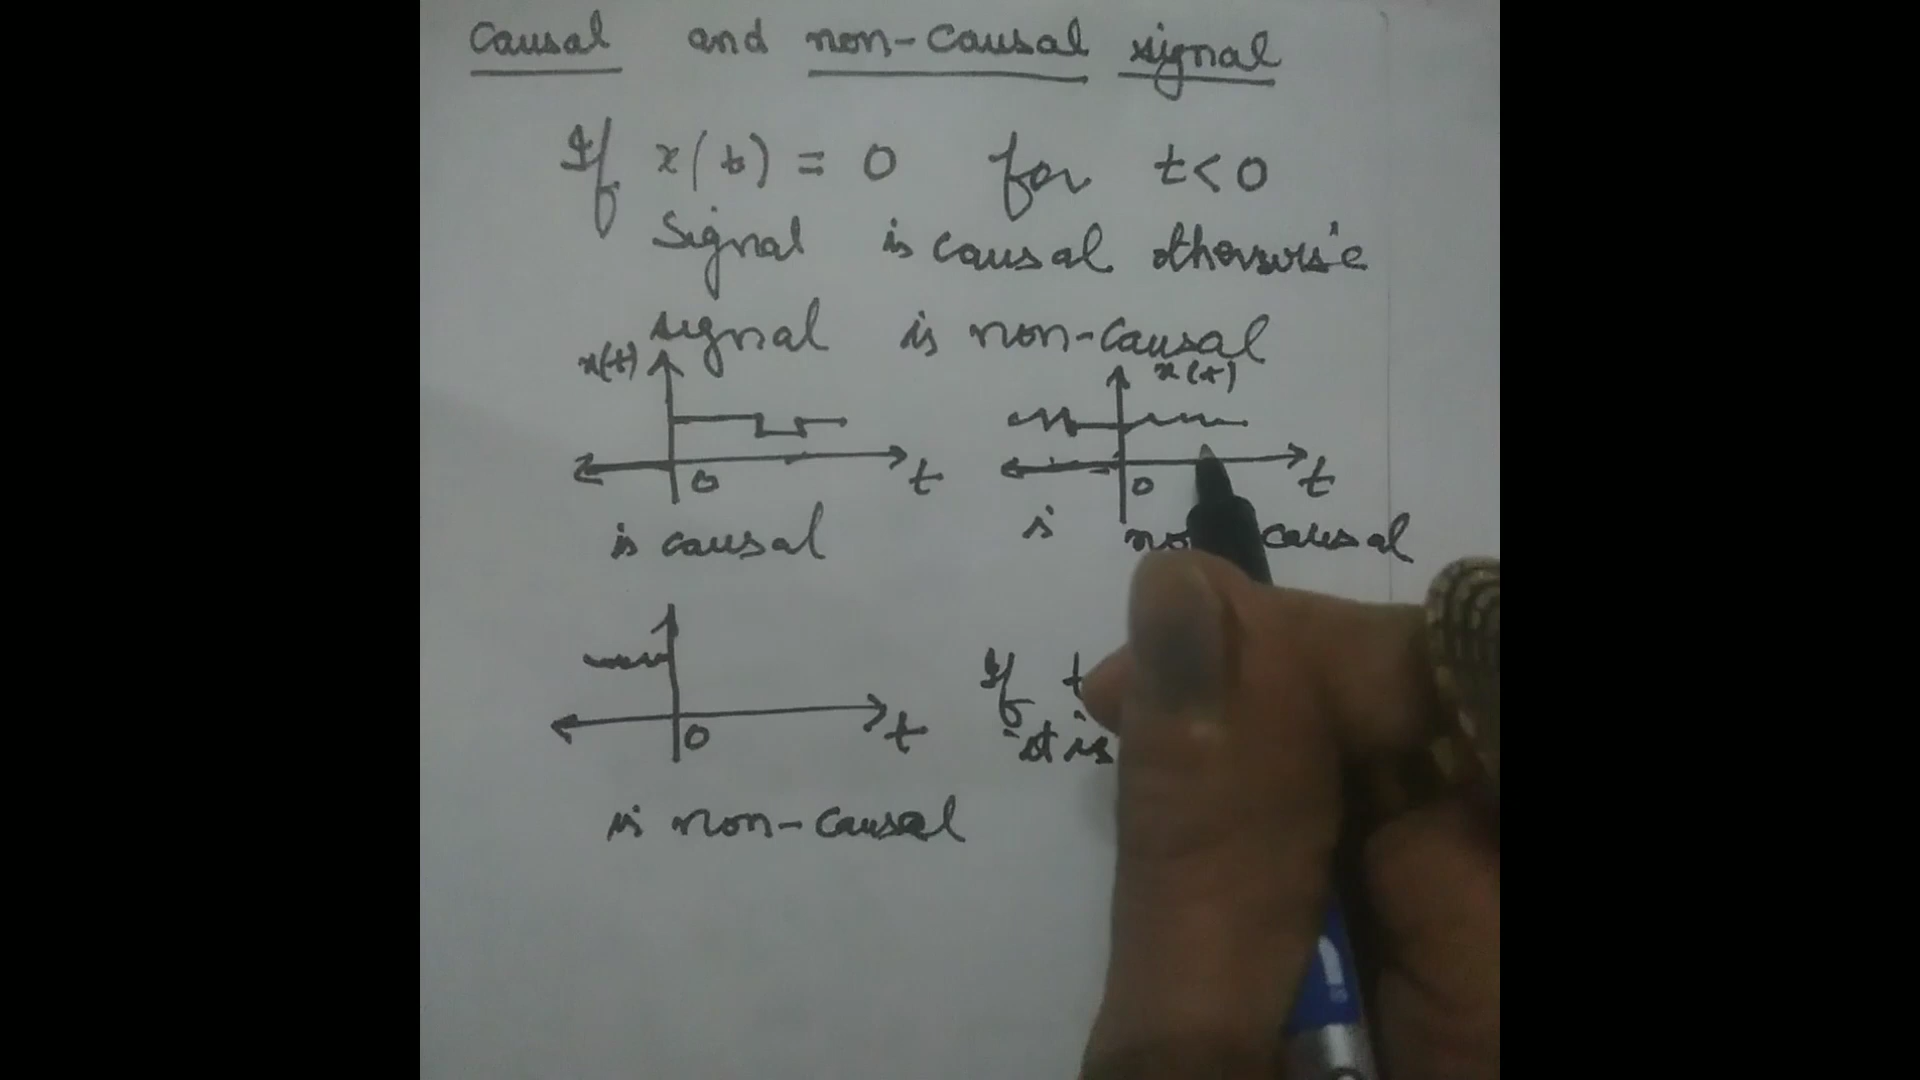 Causal and non-causal signal
If x(t) = 0 for t<0
Signal is causal otherwise
signal is non-causal
x(t)
0
t
is causal
x(t)
0
t
is causal
0
t
is non-causal
If
it is